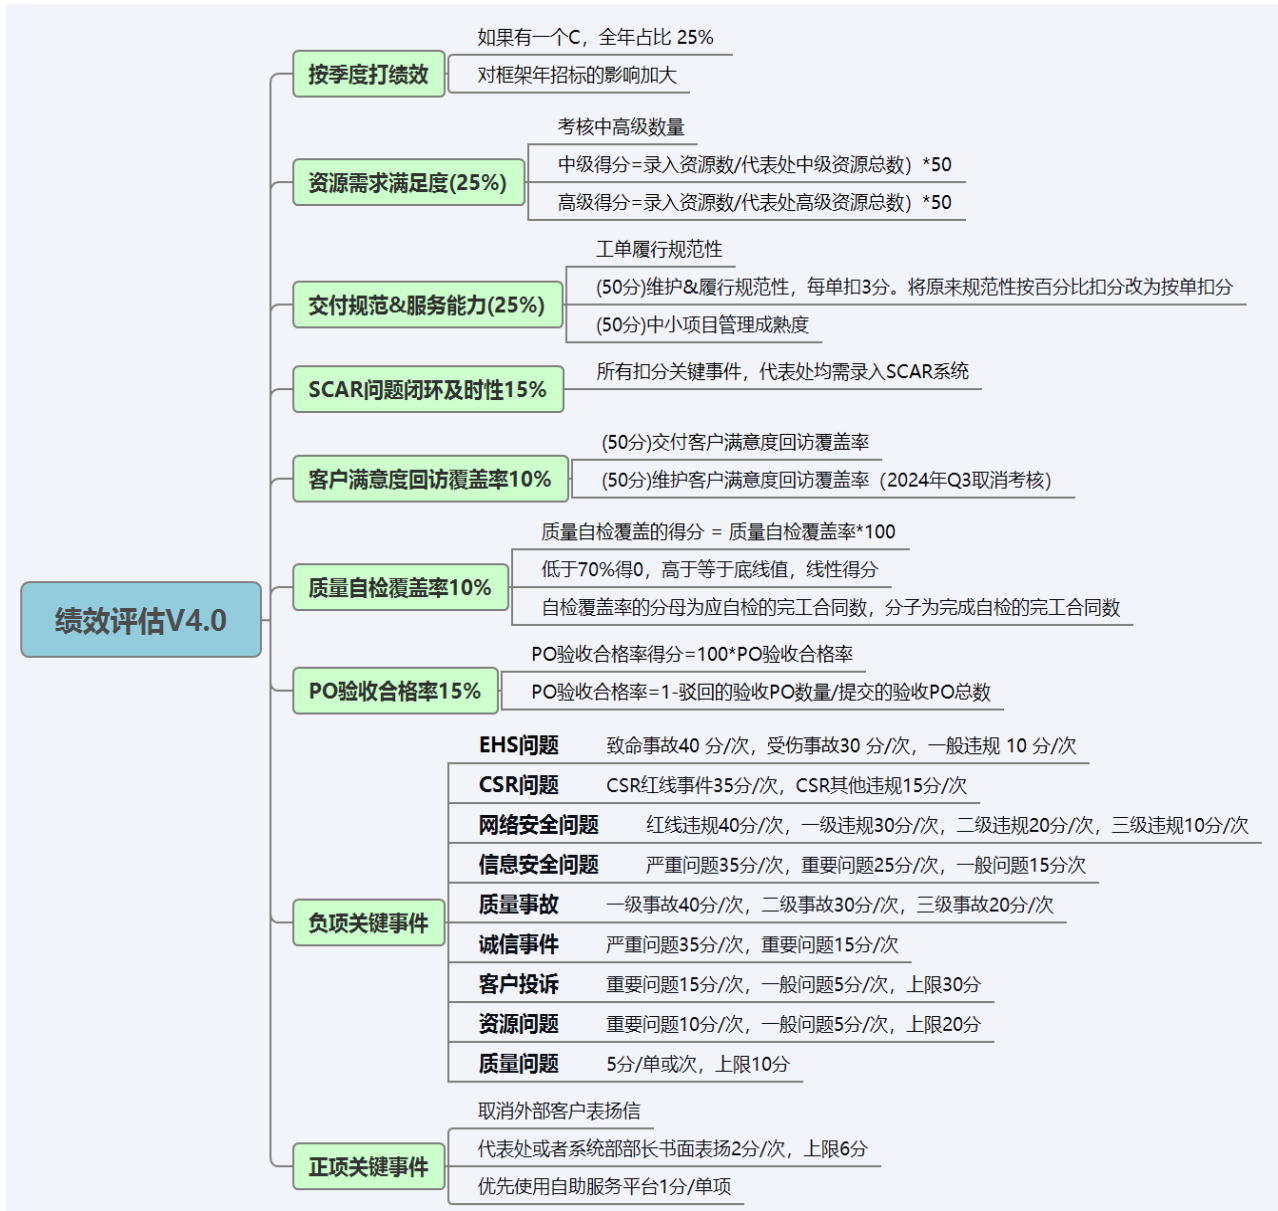 绩效评估V4.0
按季度打绩效
如果有一个C，全年占比 25%
对框架年招标的影响加大
资源需求满足度(25%)
考核中高级数量
中级得分=录入资源数/代表处中级资源总数）*50
高级得分=录入资源数/代表处高级资源总数）*50
交付规范&服务能力(25%)
工单履行规范性
(50分)维护&履行规范性，每单扣3分。将原来规范性按百分比扣分改为按单扣分
(50分)中小项目管理成熟度
SCAR问题闭环及时性15%
所有扣分关键事件，代表处均需录入SCAR系统
客户满意度回访覆盖率10%
(50分)交付客户满意度回访覆盖率
(50分)维护客户满意度回访覆盖率（2024年Q3取消考核）
质量自检覆盖率10%
质量自检覆盖的得分 = 质量自检覆盖率*100
低于70%得0，高于等于底线值，线性得分
自检覆盖率的分母为应自检的完工合同数，分子为完成自检的完工合同数
PO验收合格率15%
PO验收合格率得分=100*PO验收合格率
PO验收合格率=1-驳回的验收PO数量/提交的验收PO总数
负项关键事件
EHS问题 致命事故40 分/次，受伤事故30 分/次，一般违规 10 分/次
CSR问题 CSR红线事件35分/次，CSR其他违规15分/次
网络安全问题 红线违规40分/次，一级违规30分/次，二级违规20分/次，三级违规10分/次
信息安全问题 严重问题35分/次，重要问题25分/次，一般问题15分次
质量事故 一级事故40分/次，二级事故30分/次，三级事故20分/次
诚信事件 严重问题35分/次，重要问题15分/次
客户投诉 重要问题15分/次，一般问题5分/次，上限30分
资源问题 重要问题10分/次，一般问题5分/次，上限20分
质量问题 5分/单或次，上限10分
正项关键事件
取消外部客户表扬信
代表处或者系统部部长书面表扬2分/次，上限6分
优先使用自助服务平台1分/单项